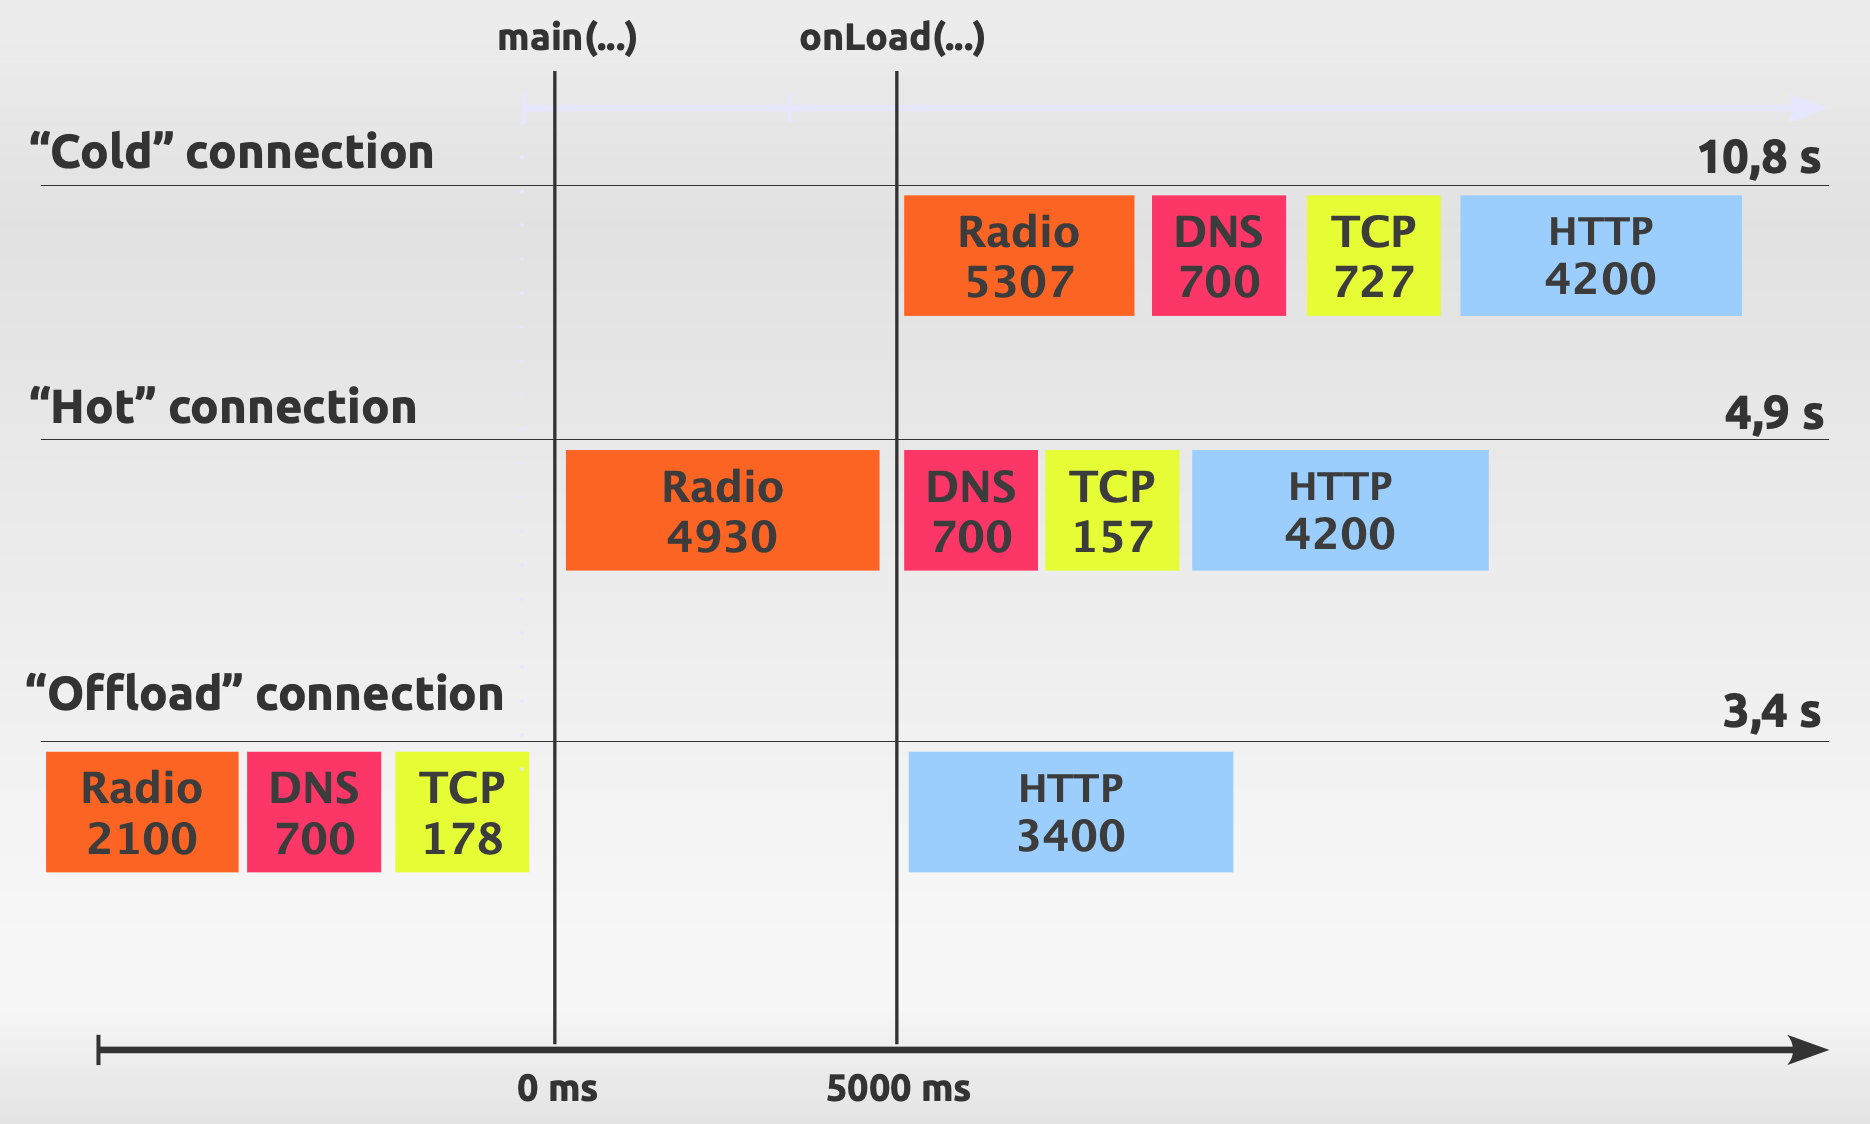 main(...)
onLoad(...)
“Cold” connection
10,8 s
Radio
5307
DNS
700
TCP
727
HTTP
4200
“Hot” connection
4,9 s
Radio
4930
DNS
700
TCP
157
HTTP
4200
“Offload” connection
3,4 s
Radio
2100
DNS
700
TCP
178
HTTP
3400
0 ms
5000 ms